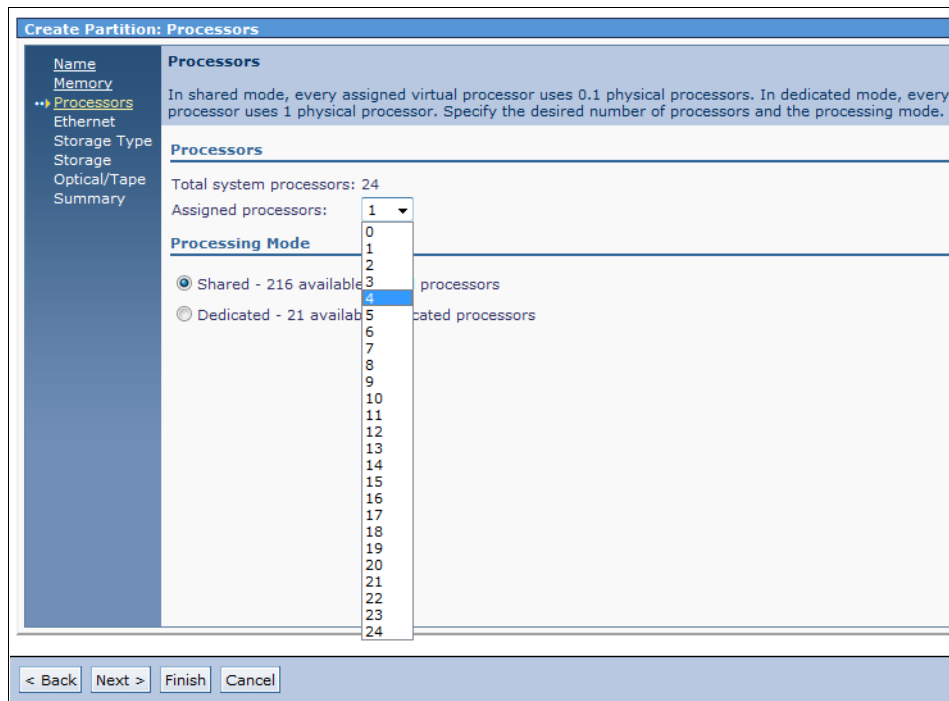 Create Partition: Processors
Name
Memory
Processors
Ethernet
Storage Type
Storage
Optical/Tape
Summary
Processors
In shared mode, every assigned virtual processor uses 0.1 physical processors. In dedicated mode, every
processor uses 1 physical processor. Specify the desired number of processors and the processing mode.
Processors
Total system processors: 24
Assigned processors: 1
0
1
2
3
4
5
6
7
8
9
10
11
12
13
14
15
16
17
18
19
20
21
22
23
24
Processing Mode
Shared - 216 available processors
Dedicated - 21 processors
< Back Next > Finish Cancel